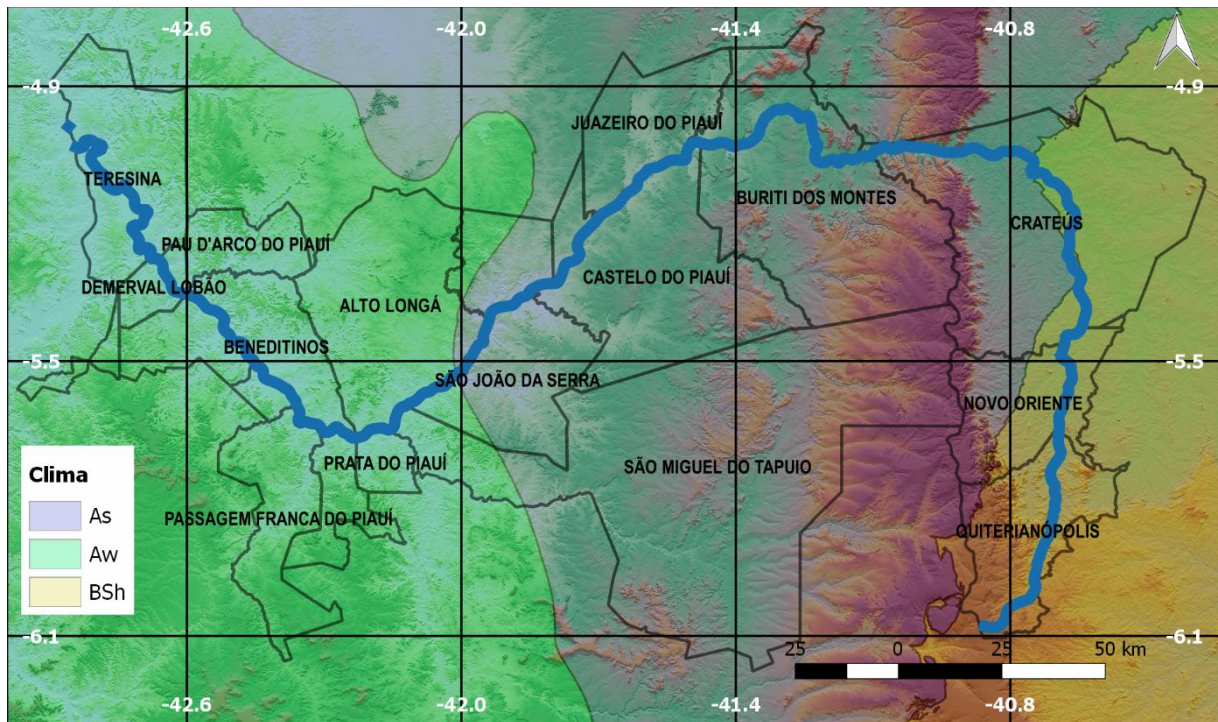 -42.6
-42.0
-41.4
-40.8
-4.9
-4.9
JUAZEIRO DO PIAUÍ
TERESINA
BURITI DOS MONTES
CRATEÚS
PAU D'ARCO DO PIAUÍ
CASTELO DO PIAUÍ
DEMERVAL LOBÃO
ALTO LONGÁ
BENEDITINOS
-5.5
-5.5
SÃO JOÃO DA SERRA
NOVO ORIENTE
PRATA DO PIAUÍ
SÃO MIGUEL DO TAPUIO
PASSAGEM FRANCA DO PIAUÍ
QUITERIANÓPOLIS
Clima
As
Aw
BSh
-6.1
-6.1
25 0 25 50 km
-42.6
-42.0
-41.4
-40.8